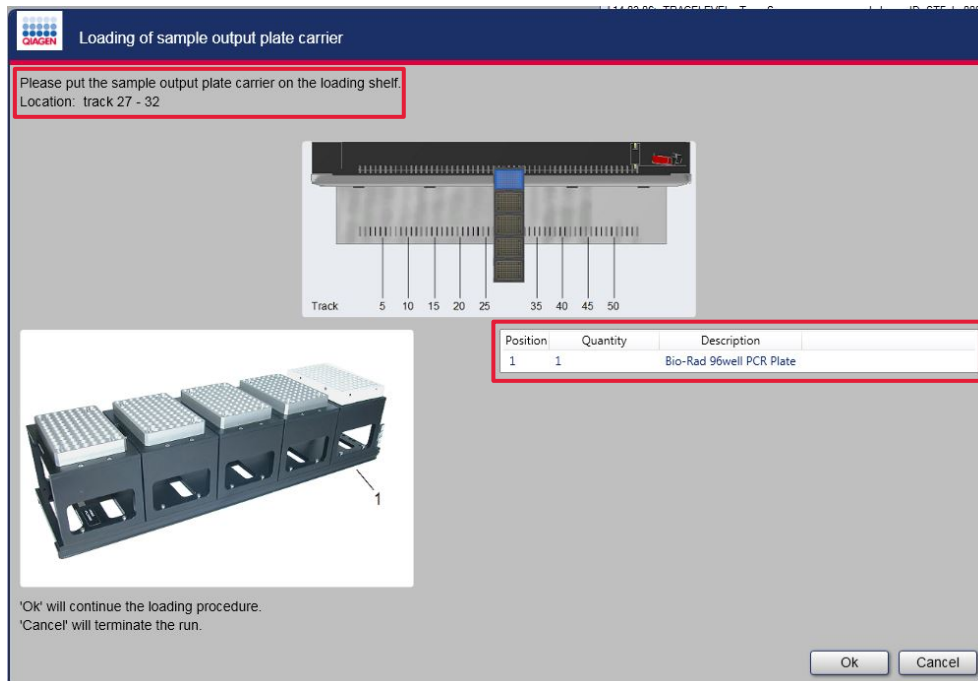 QIAGEN
Loading of sample output plate carrier
Please put the sample output plate carrier on the loading shelf.
Location: track 27 - 32
Track 5 10 15 20 25 35 40 45 50
Position Quantity Description
1 1 Bio-Rad 96well PCR Plate
1
'Ok' will continue the loading procedure.
'Cancel' will terminate the run.
Ok Cancel